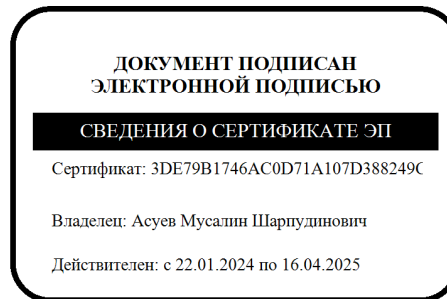 ДОКУМЕНТ ПОДПИСАН
ЭЛЕКТРОННОЙ ПОДПИСЬЮ
СВЕДЕНИЯ О СЕРТИФИКАТЕ ЭП
Сертификат: 3DE79B1746AC0D71A107D388249C
Владелец: Асуев Мусалин Шарпудинович
Действителен: с 22.01.2024 по 16.04.2025